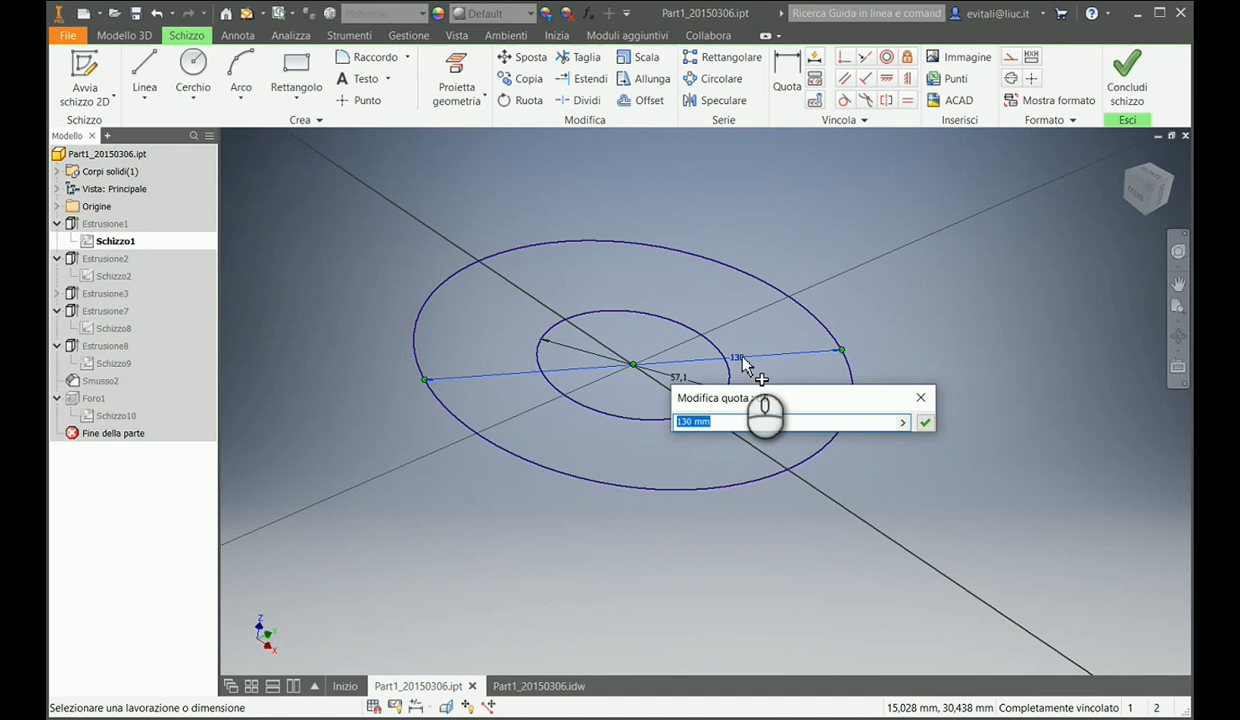 Materiale
Default
Part1_20150306.ipt
Ricerca Guida in linea e comand
evitali@liuc.it
File
Modello 3D
Schizzo
Annota
Analizza
Strumenti
Gestione
Vista
Ambienti
Inizia
Moduli aggiuntivi
Collabora
Avvia schizzo 2D
Linea
Cerchio
Arco
Rettangolo
Raccordo
Testo
Punto
Proietta geometria
Sposta
Copia
Ruota
Taglia
Estendi
Dividi
Scala
Allunga
Offset
Rettangolare
Circolare
Speculare
Quota
Immagine
Punti
ACAD
Mostra formato
Concludi schizzo
Schizzo
Crea
Modifica
Serie
Vincola
Inserisci
Formato
Esci
Modello
Part1_20150306.ipt
Corpi solidi(1)
Vista: Principale
Origine
Estrusione1
Schizzo1
Estrusione2
Schizzo2
Estrusione3
Estrusione7
Schizzo8
Estrusione8
Schizzo9
Smusso2
Foro1
Schizzo10
Fine della parte
130
57,1
Modifica quota
130 mm
Z
X
Inizio
Part1_20150306.ipt
Part1_20150306.idw
Selezionare una lavorazione o dimensione
15,028 mm, 30,438 mm
Completamente vincolato
1
2